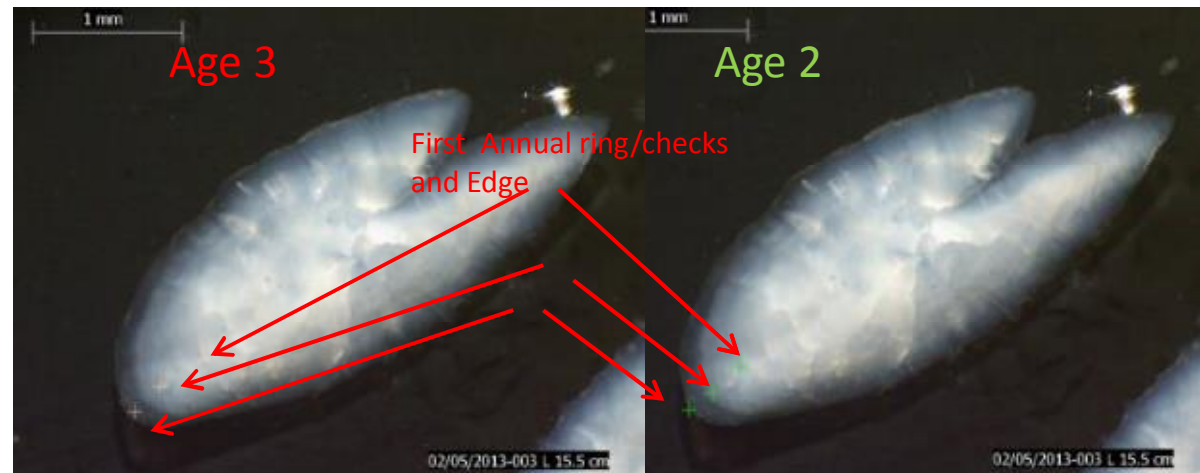 1 mm
Age 3
1 mm
Age 2
First Annual ring/checks
and Edge
02/05/2013-003 L 15.5 cm
02/05/2013-003 L 15.5 cm